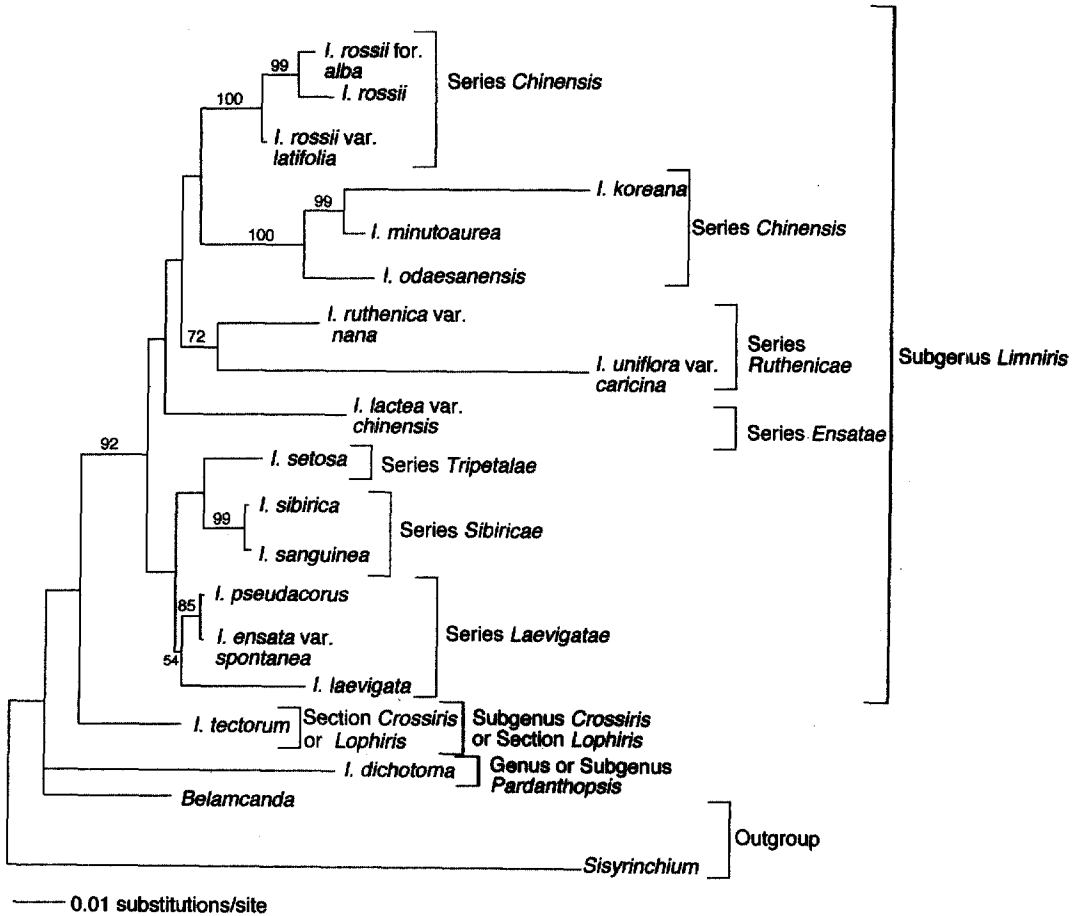 I. rossii for.
alba
99
I. rossii
Series Chinensis
100
I. rossii var.
latifolia
I. koreana
99
I. minutoaurea
Series Chinensis
100
I. odaesanensis
I. ruthenica var.
nana
72
I. uniflora var.
caricina
Series
Ruthenicae
Subgenus Limniris
I. lactea var.
chinensis
Series Ensatae
92
I. setosa
Series Tripetalae
I. sibirica
99
Series Sibiricae
I. sanguinea
I. pseudacorus
85
I. ensata var.
spontanea
Series Laevigatae
54
I. laevigata
I. tectorum
Section Crossiris
or Lophiris
Subgenus Crossiris
or Section Lophiris
I. dichotoma
Genus or Subgenus
Pardanthopsis
Belamcanda
Outgroup
Sisyrinchium
0.01 substitutions/site